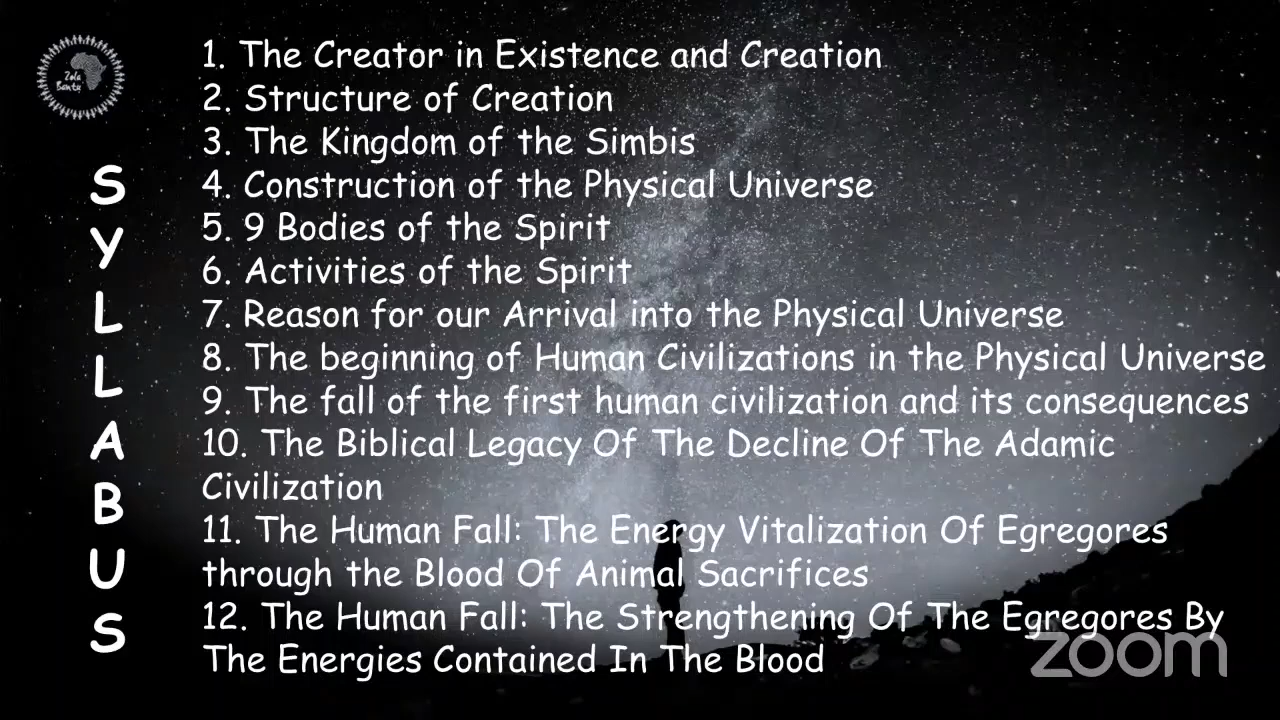 Zola
Bantu
SYLLABUS
1. The Creator in Existence and Creation
2. Structure of Creation
3. The Kingdom of the Simbis
4. Construction of the Physical Universe
5. 9 Bodies of the Spirit
6. Activities of the Spirit
7. Reason for our Arrival into the Physical Universe
8. The beginning of Human Civilizations in the Physical Universe
9. The fall of the first human civilization and its consequences
10. The Biblical Legacy Of The Decline Of The Adamic
Civilization
11. The Human Fall: The Energy Vitalization Of Egregores
through the Blood Of Animal Sacrifices
12. The Human Fall: The Strengthening Of The Egregores By
The Energies Contained In The Blood
zoom